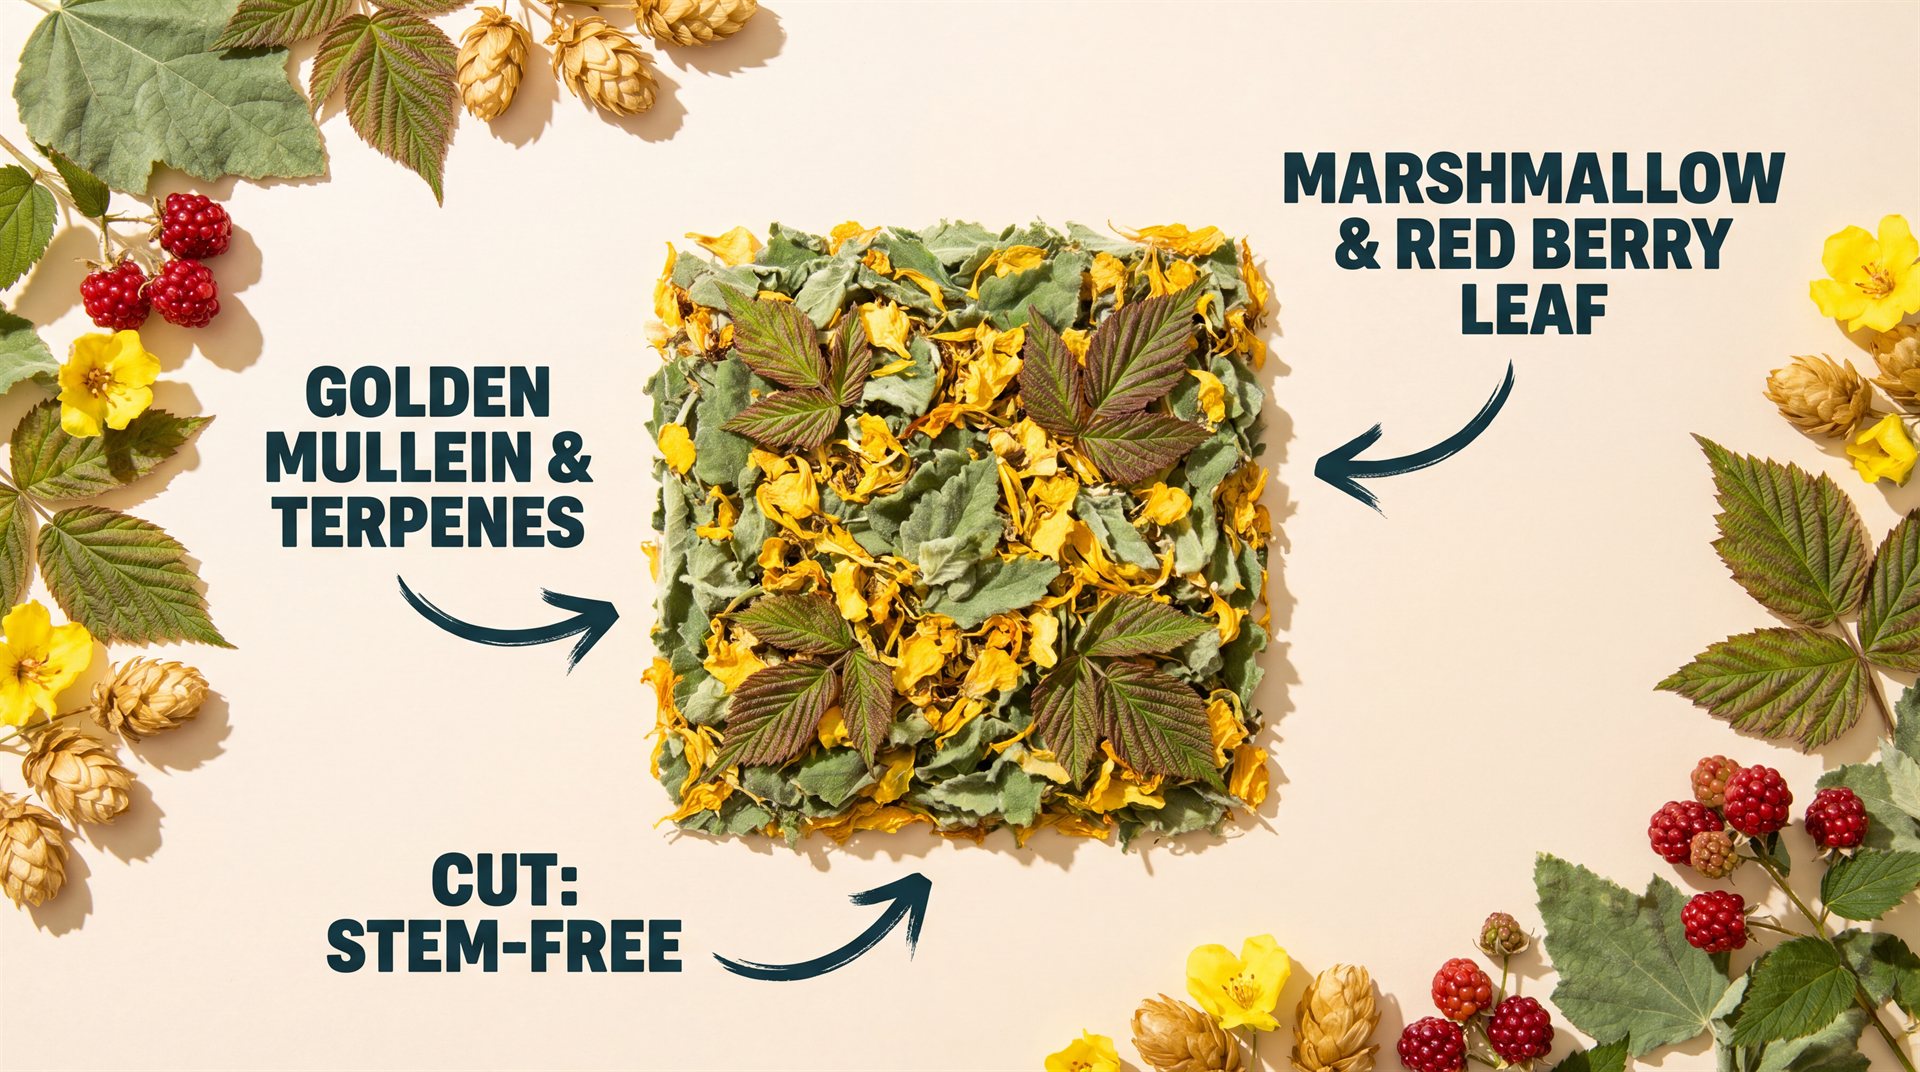 GOLDEN
MULLEIN &
TERPENES
MARSHMALLOW
& RED BERRY
LEAF
CUT:
STEM-FREE